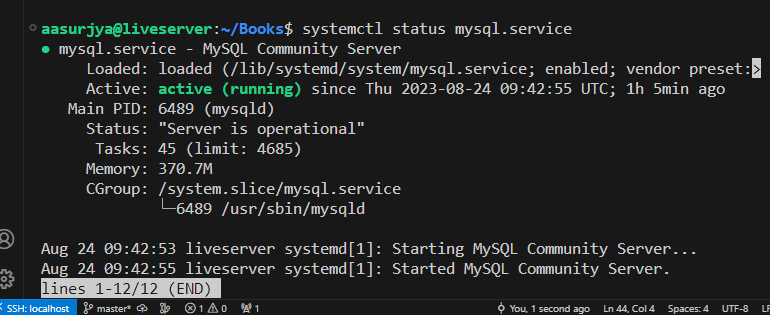 aasurjya@liveserver:~/Books$ systemctl status mysql.service
● mysql.service - MySQL Community Server
Loaded: loaded (/lib/systemd/system/mysql.service; enabled; vendor preset:>
Active: active (running) since Thu 2023-08-24 09:42:55 UTC; 1h 5min ago
Main PID: 6489 (mysqld)
Status: "Server is operational"
Tasks: 45 (limit: 4685)
Memory: 370.7M
CGroup: /system.slice/mysql.service
└─6489 /usr/sbin/mysqld
Aug 24 09:42:53 liveserver systemd[1]: Starting MySQL Community Server...
Aug 24 09:42:55 liveserver systemd[1]: Started MySQL Community Server.
lines 1-12/12 (END)
SSH: localhost master* 1 0 1 You, 1 second ago Ln 44, Col 4 Spaces: 4 UTF-8 LF